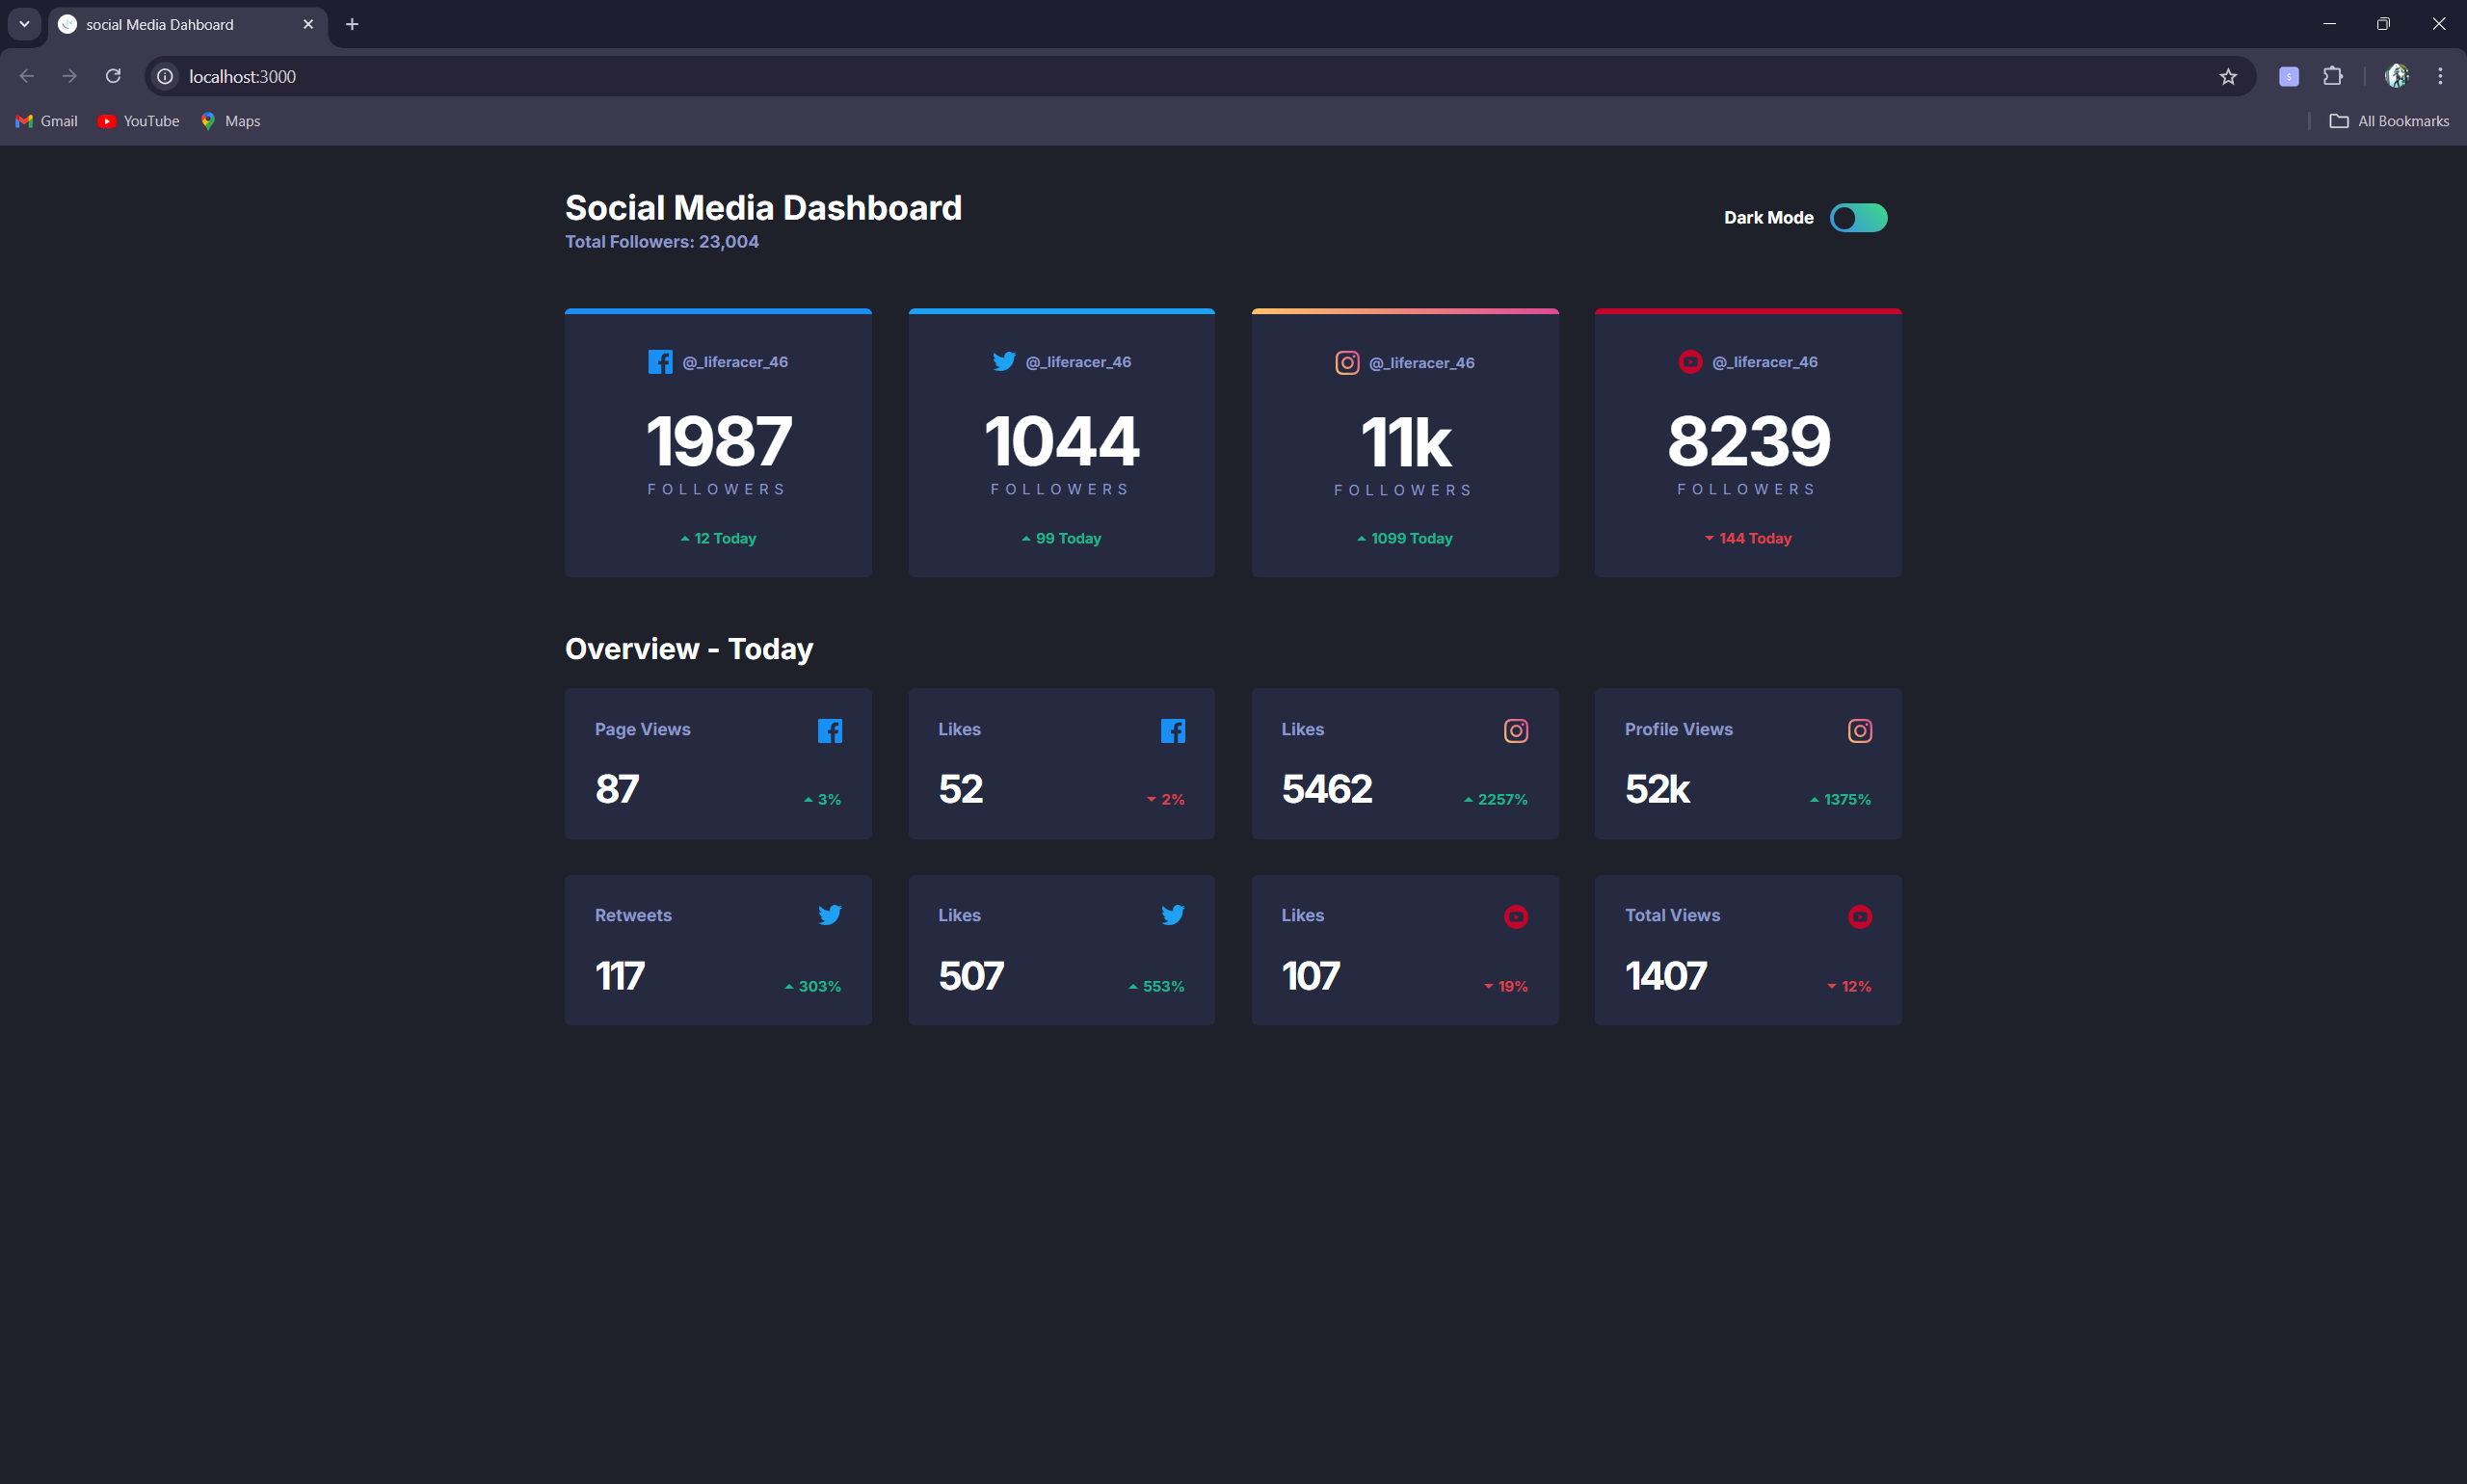 social Media Dahboard
localhost:3000
Gmail YouTube Maps All Bookmarks
Social Media Dashboard
Total Followers: 23,004
Dark Mode
@_liferacer_46
1987
FOLLOWERS
12 Today
@_liferacer_46
1044
FOLLOWERS
99 Today
@_liferacer_46
11k
FOLLOWERS
1099 Today
@_liferacer_46
8239
FOLLOWERS
144 Today
Overview - Today
Page Views
87
3%
Likes
52
2%
Likes
5462
2257%
Profile Views
52k
1375%
Retweets
117
303%
Likes
507
553%
Likes
107
19%
Total Views
1407
12%